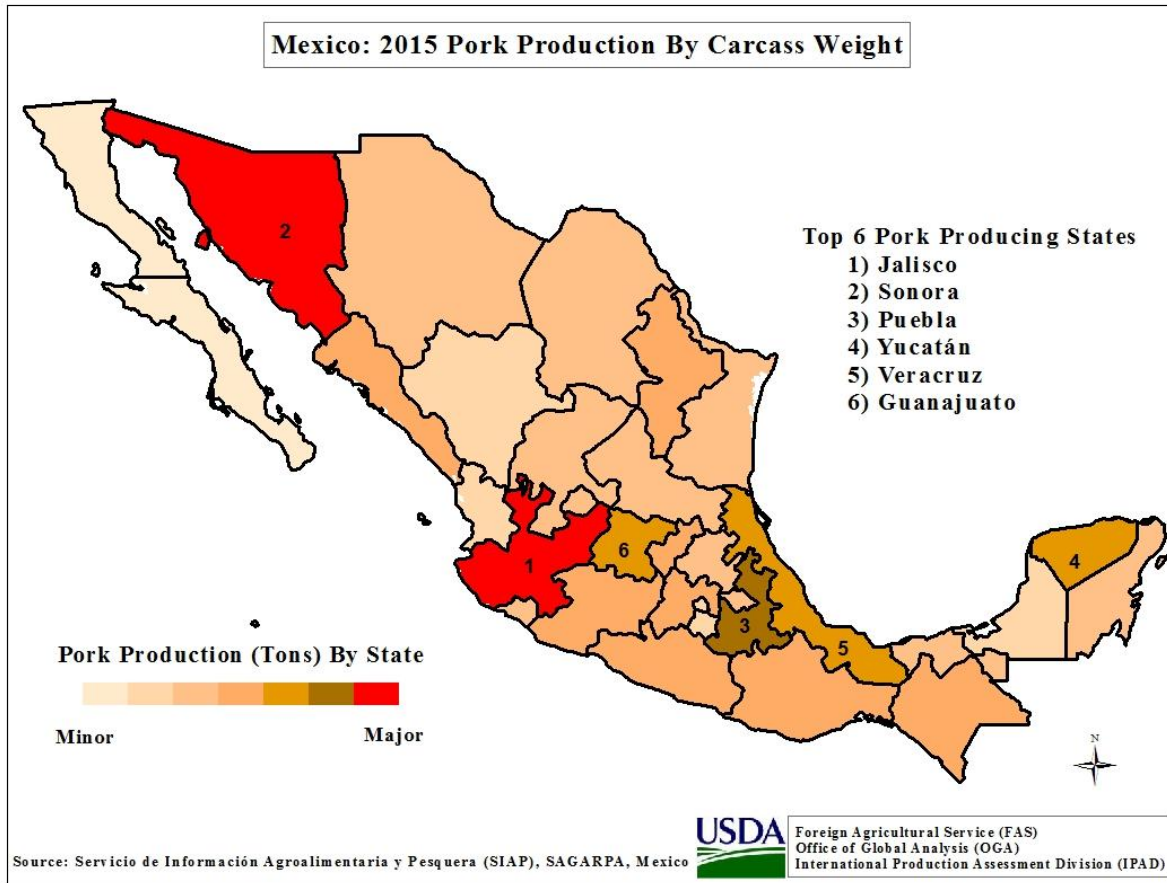 Mexico: 2015 Pork Production By Carcass Weight
2
Top 6 Pork Producing States
1) Jalisco
2) Sonora
3) Puebla
4) Yucatán
5) Veracruz
6) Guanajuato
6
4
1
3
5
Pork Production (Tons) By State
Minor Major
N
USDA
Foreign Agricultural Service (FAS)
Office of Global Analysis (OGA)
International Production Assessment Division (IPAD)
Source: Servicio de Información Agroalimentaria y Pesquera (SIAP), SAGARPA, Mexico